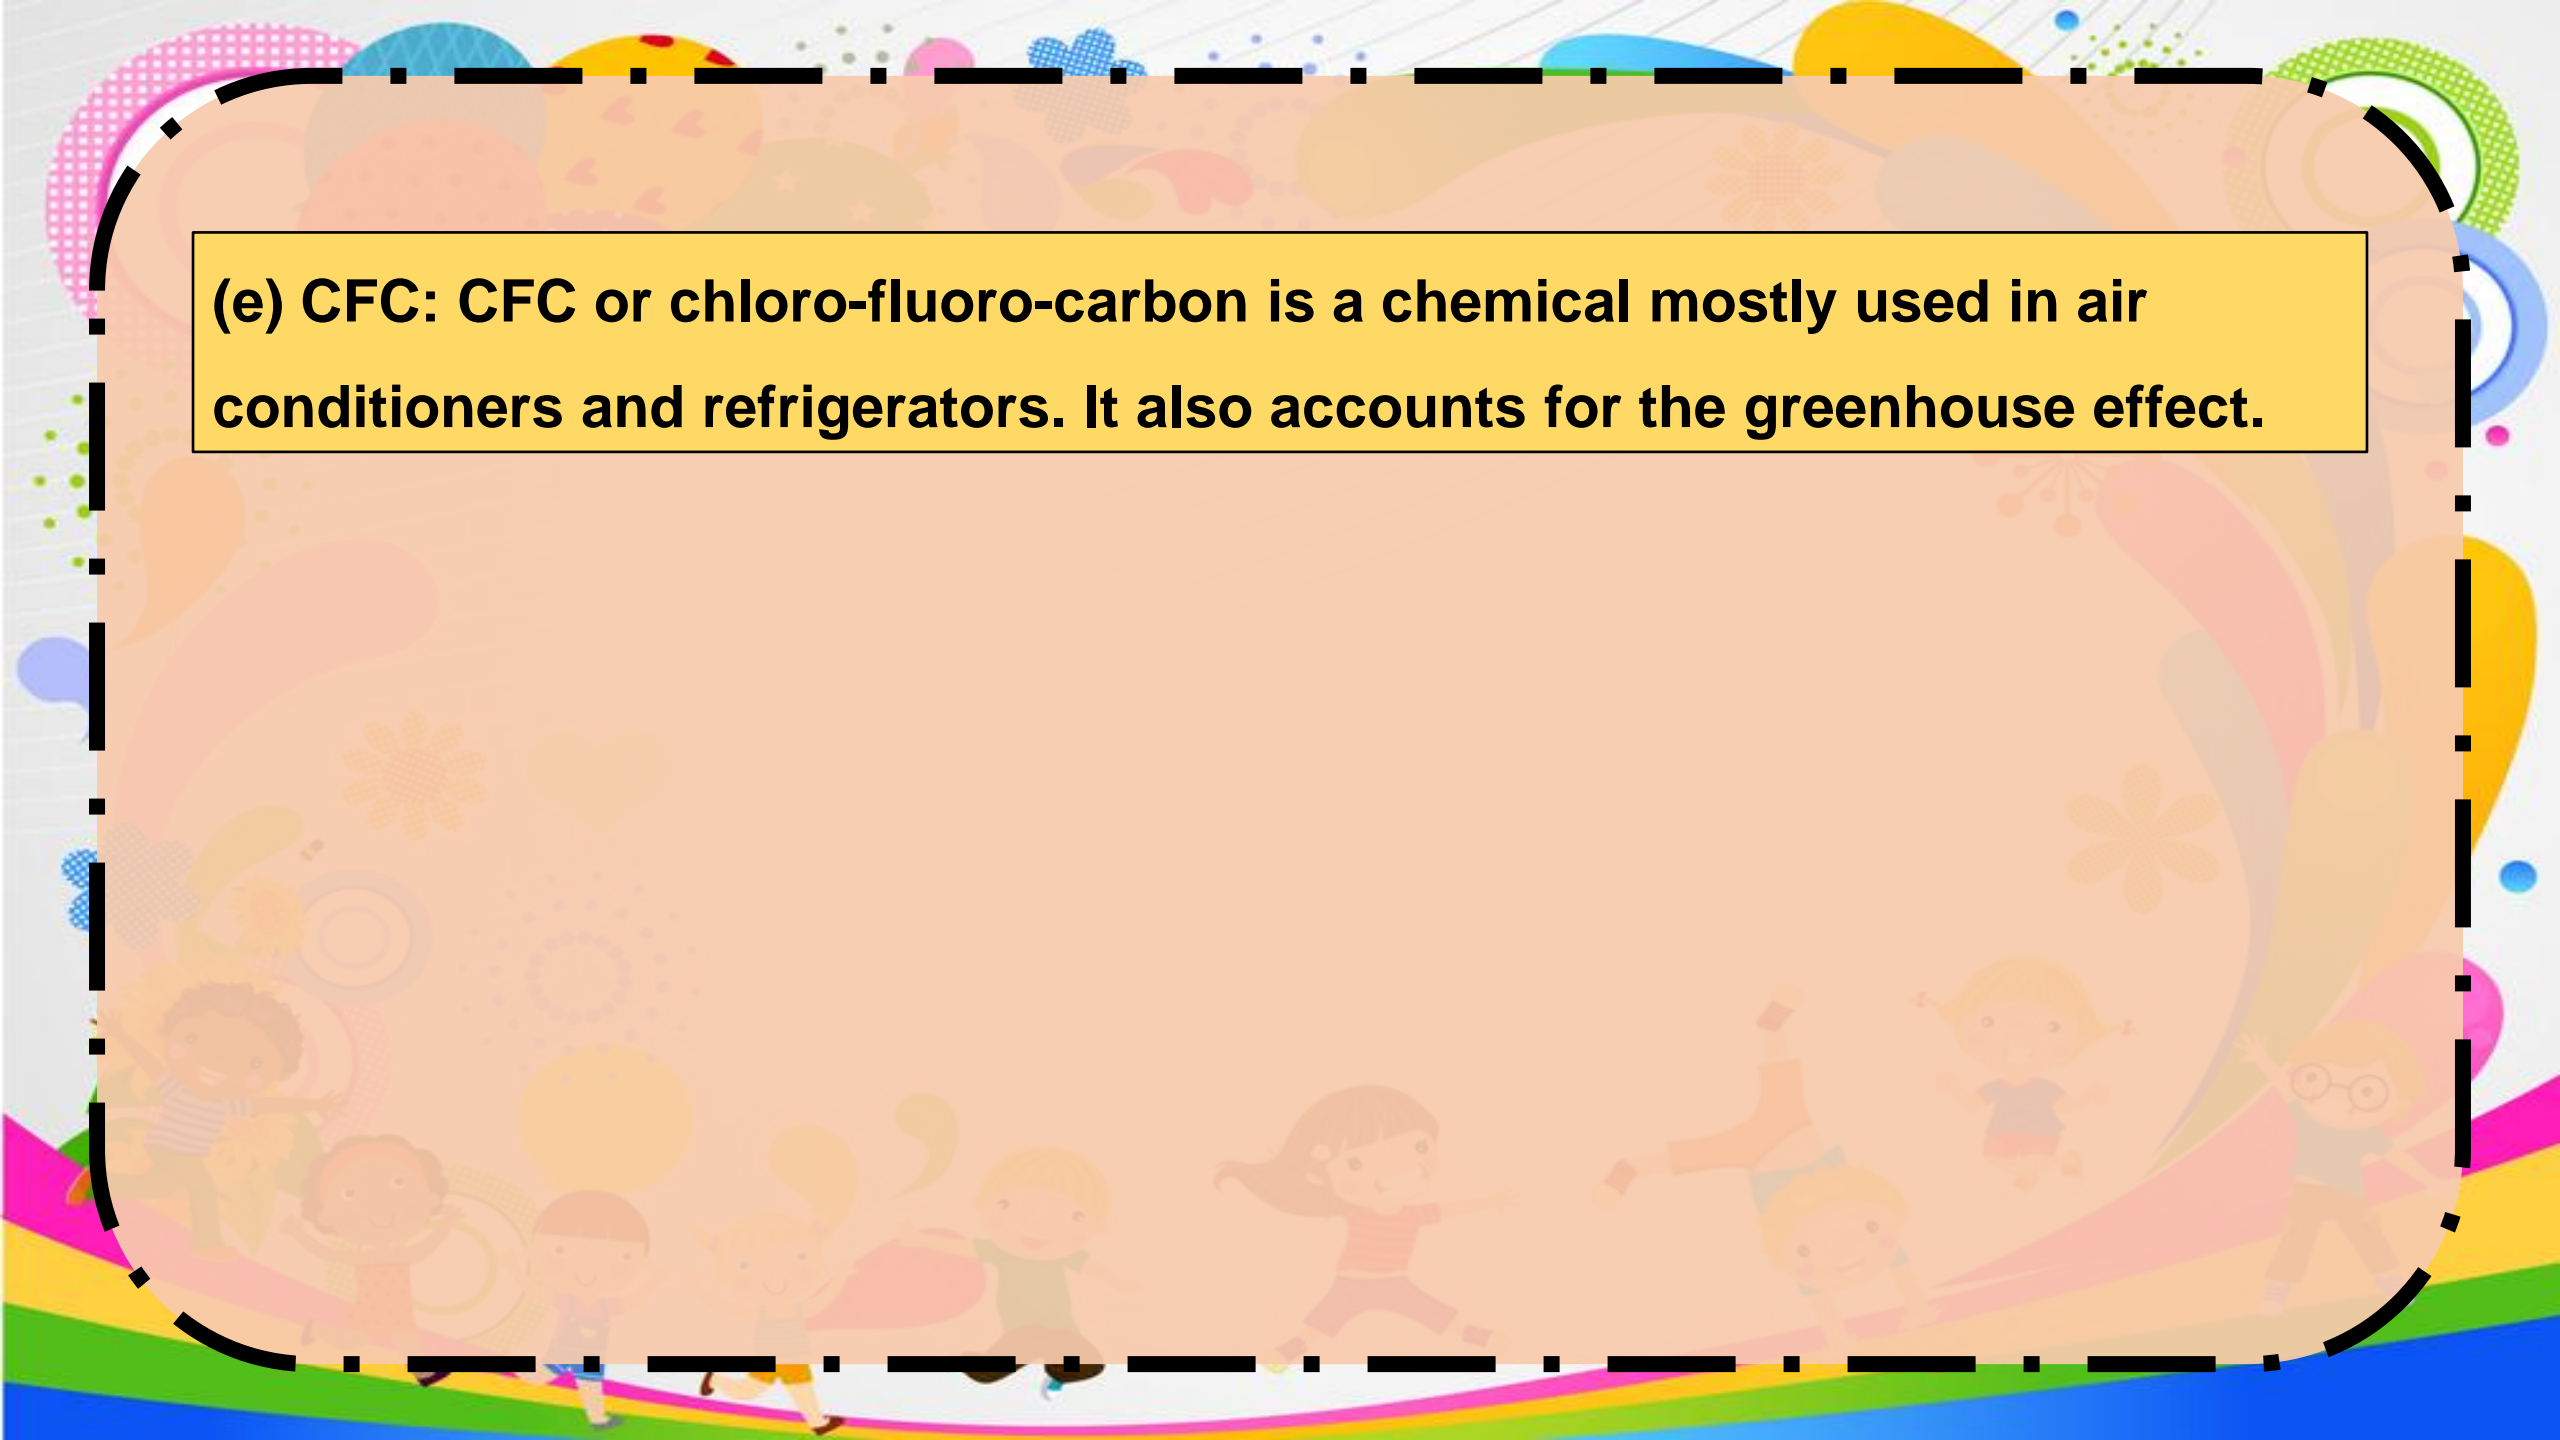 (e) CFC: CFC or chloro-fluoro-carbon is a chemical mostly used in air
conditioners and refrigerators. It also accounts for the greenhouse effect.